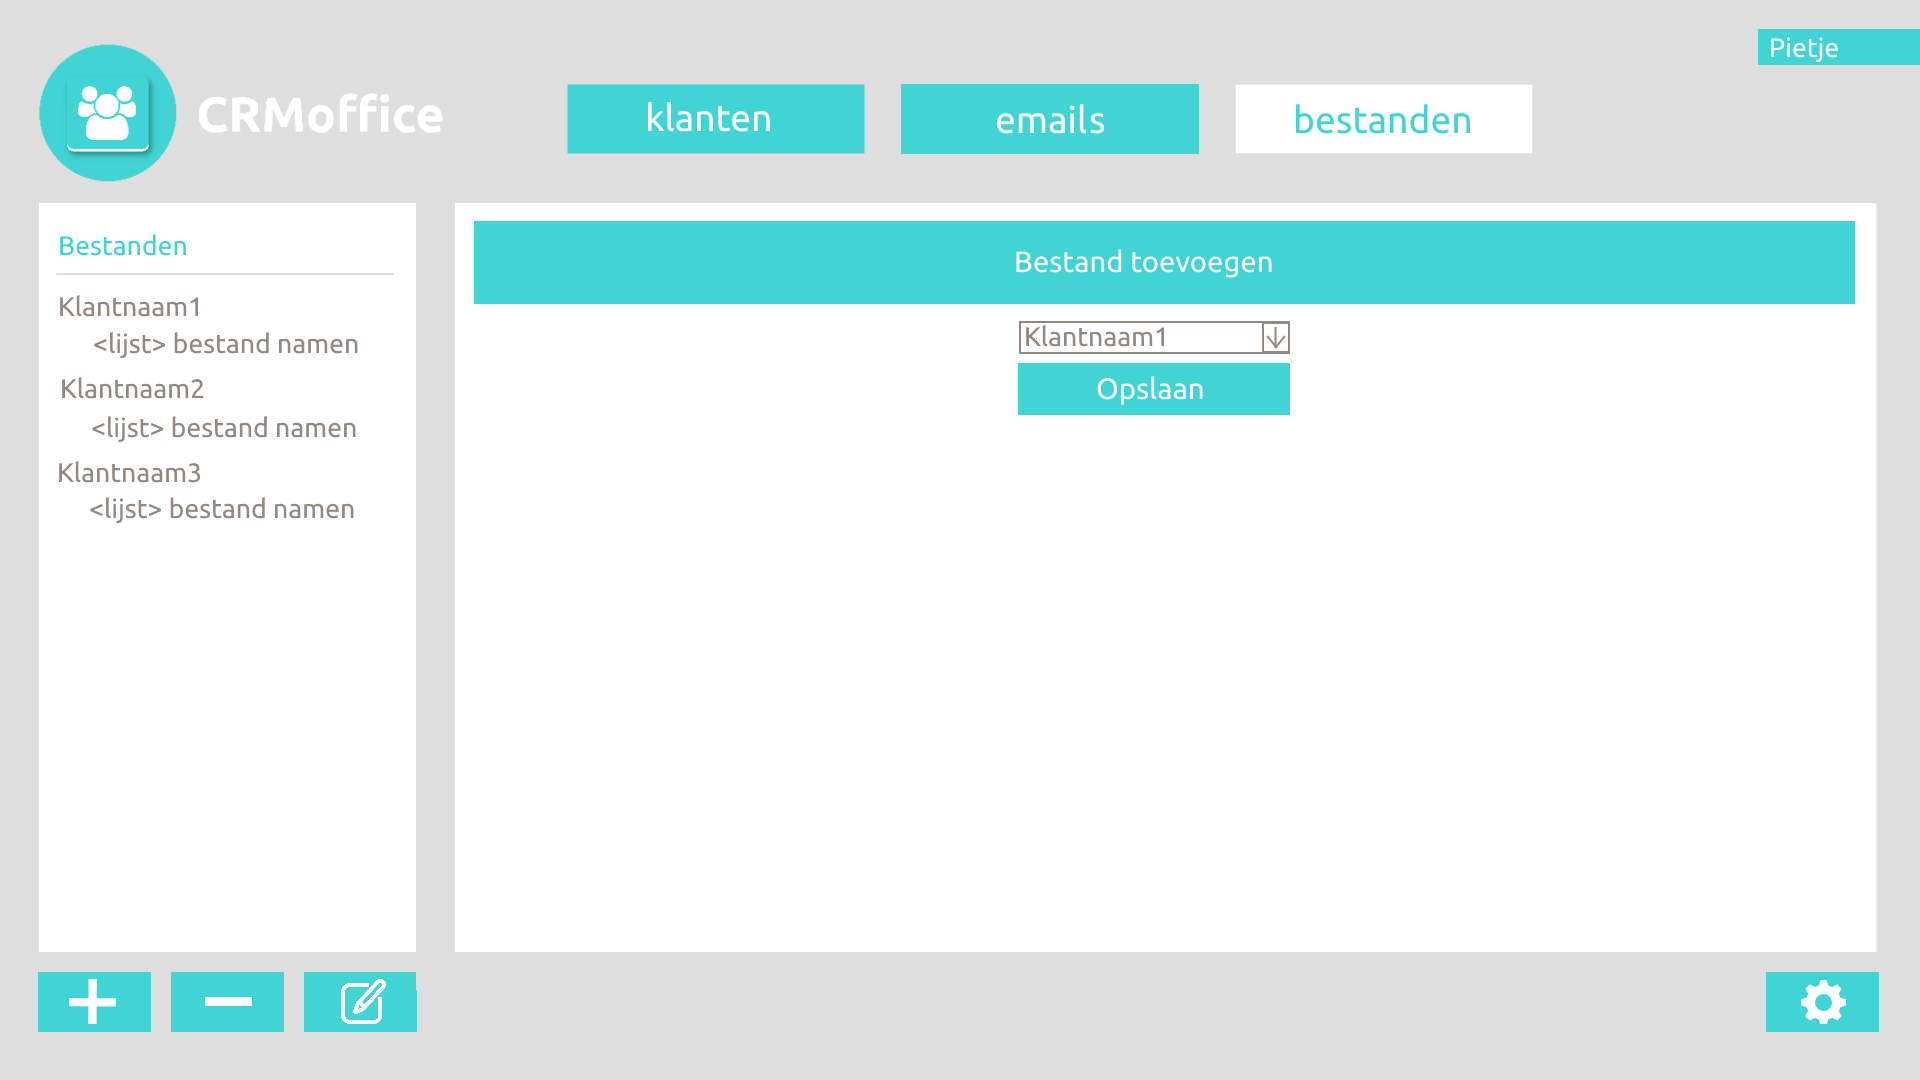 Pietje
CRMoffice
klanten
emails
bestanden
Bestanden
Klantnaam1
<lijst> bestand namen
Klantnaam2
<lijst> bestand namen
Klantnaam3
<lijst> bestand namen
Bestand toevoegen
Klantnaam1
Opslaan